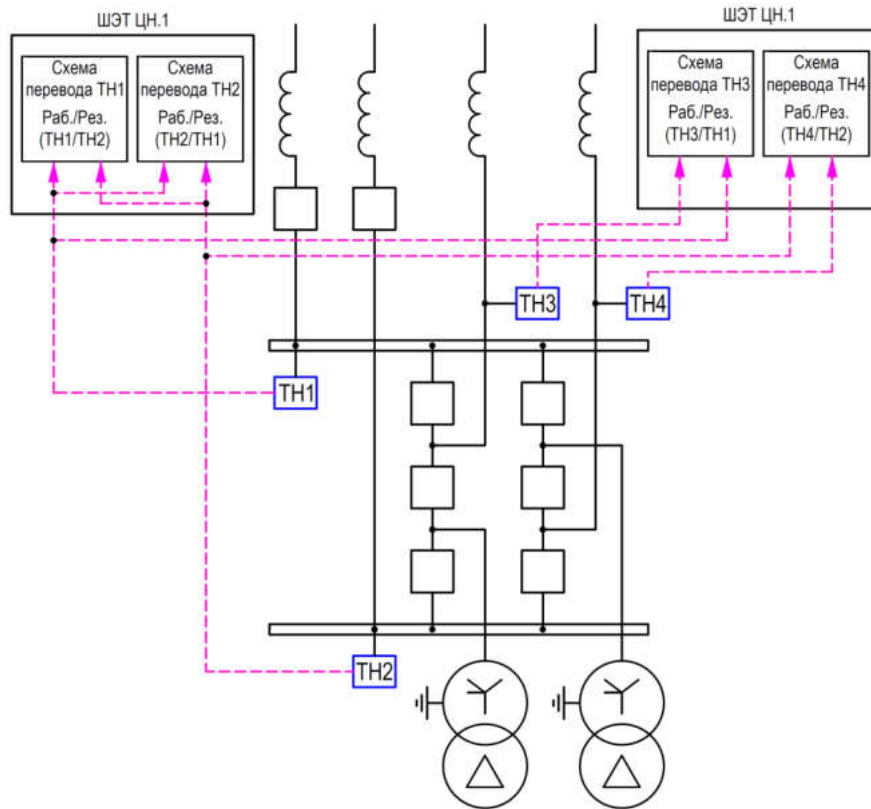 ШЭТ ЦН.1
Схема
перевода ТН1
Раб./Рез.
(ТН1/ТН2)
Схема
перевода ТН2
Раб./Рез.
(ТН2/ТН1)
ШЭТ ЦН.1
Схема
перевода ТН3
Раб./Рез.
(ТН3/ТН1)
Схема
перевода ТН4
Раб./Рез.
(ТН4/ТН2)
ТН3
ТН4
ТН1
ТН2